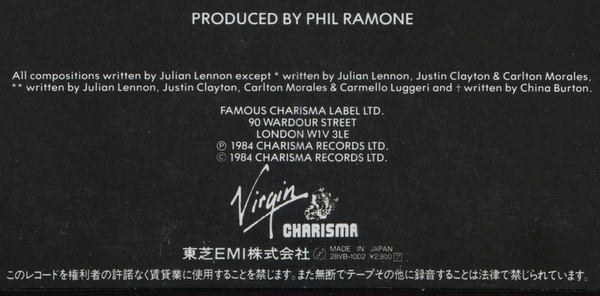 PRODUCED BY PHIL RAMONE
All compositions written by Julian Lennon except * written by Julian Lennon, Justin Clayton & Carlton Morales,
** written by Julian Lennon, Justin Clayton, Carlton Morales & Carmello Luggeri and † written by China Burton.
FAMOUS CHARISMA LABEL LTD.
90 WARDOUR STREET
LONDON W1V 3LE
Ⓟ 1984 CHARISMA RECORDS LTD.
© 1984 CHARISMA RECORDS LTD.
Virgin
CHARISMA
東芝EMI株式会社
MADE IN JAPAN
28VB-1002 ¥2,800
このレコードを権利者の許諾なく賃貸業に使用することを禁じます。また無断でテープその他に録音することは法律で禁じられています。